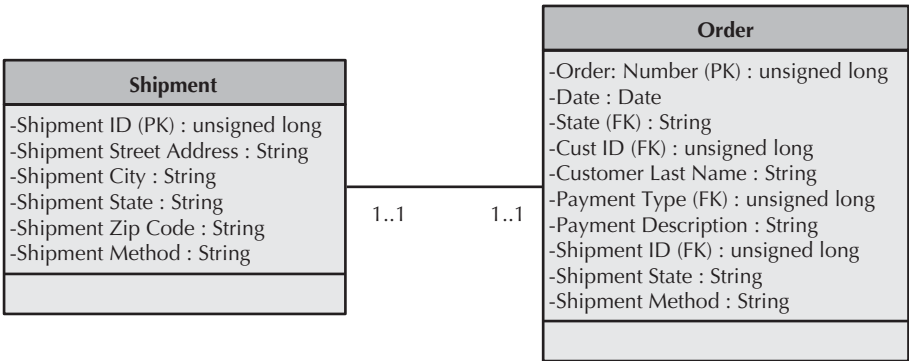 Shipment
-Shipment ID (PK) : unsigned long
-Shipment Street Address : String
-Shipment City : String
-Shipment State : String
-Shipment Zip Code : String
-Shipment Method : String
1..1
1..1
Order
-Order: Number (PK) : unsigned long
-Date : Date
-State (FK) : String
-Cust ID (FK) : unsigned long
-Customer Last Name : String
-Payment Type (FK) : unsigned long
-Payment Description : String
-Shipment ID (FK) : unsigned long
-Shipment State : String
-Shipment Method : String